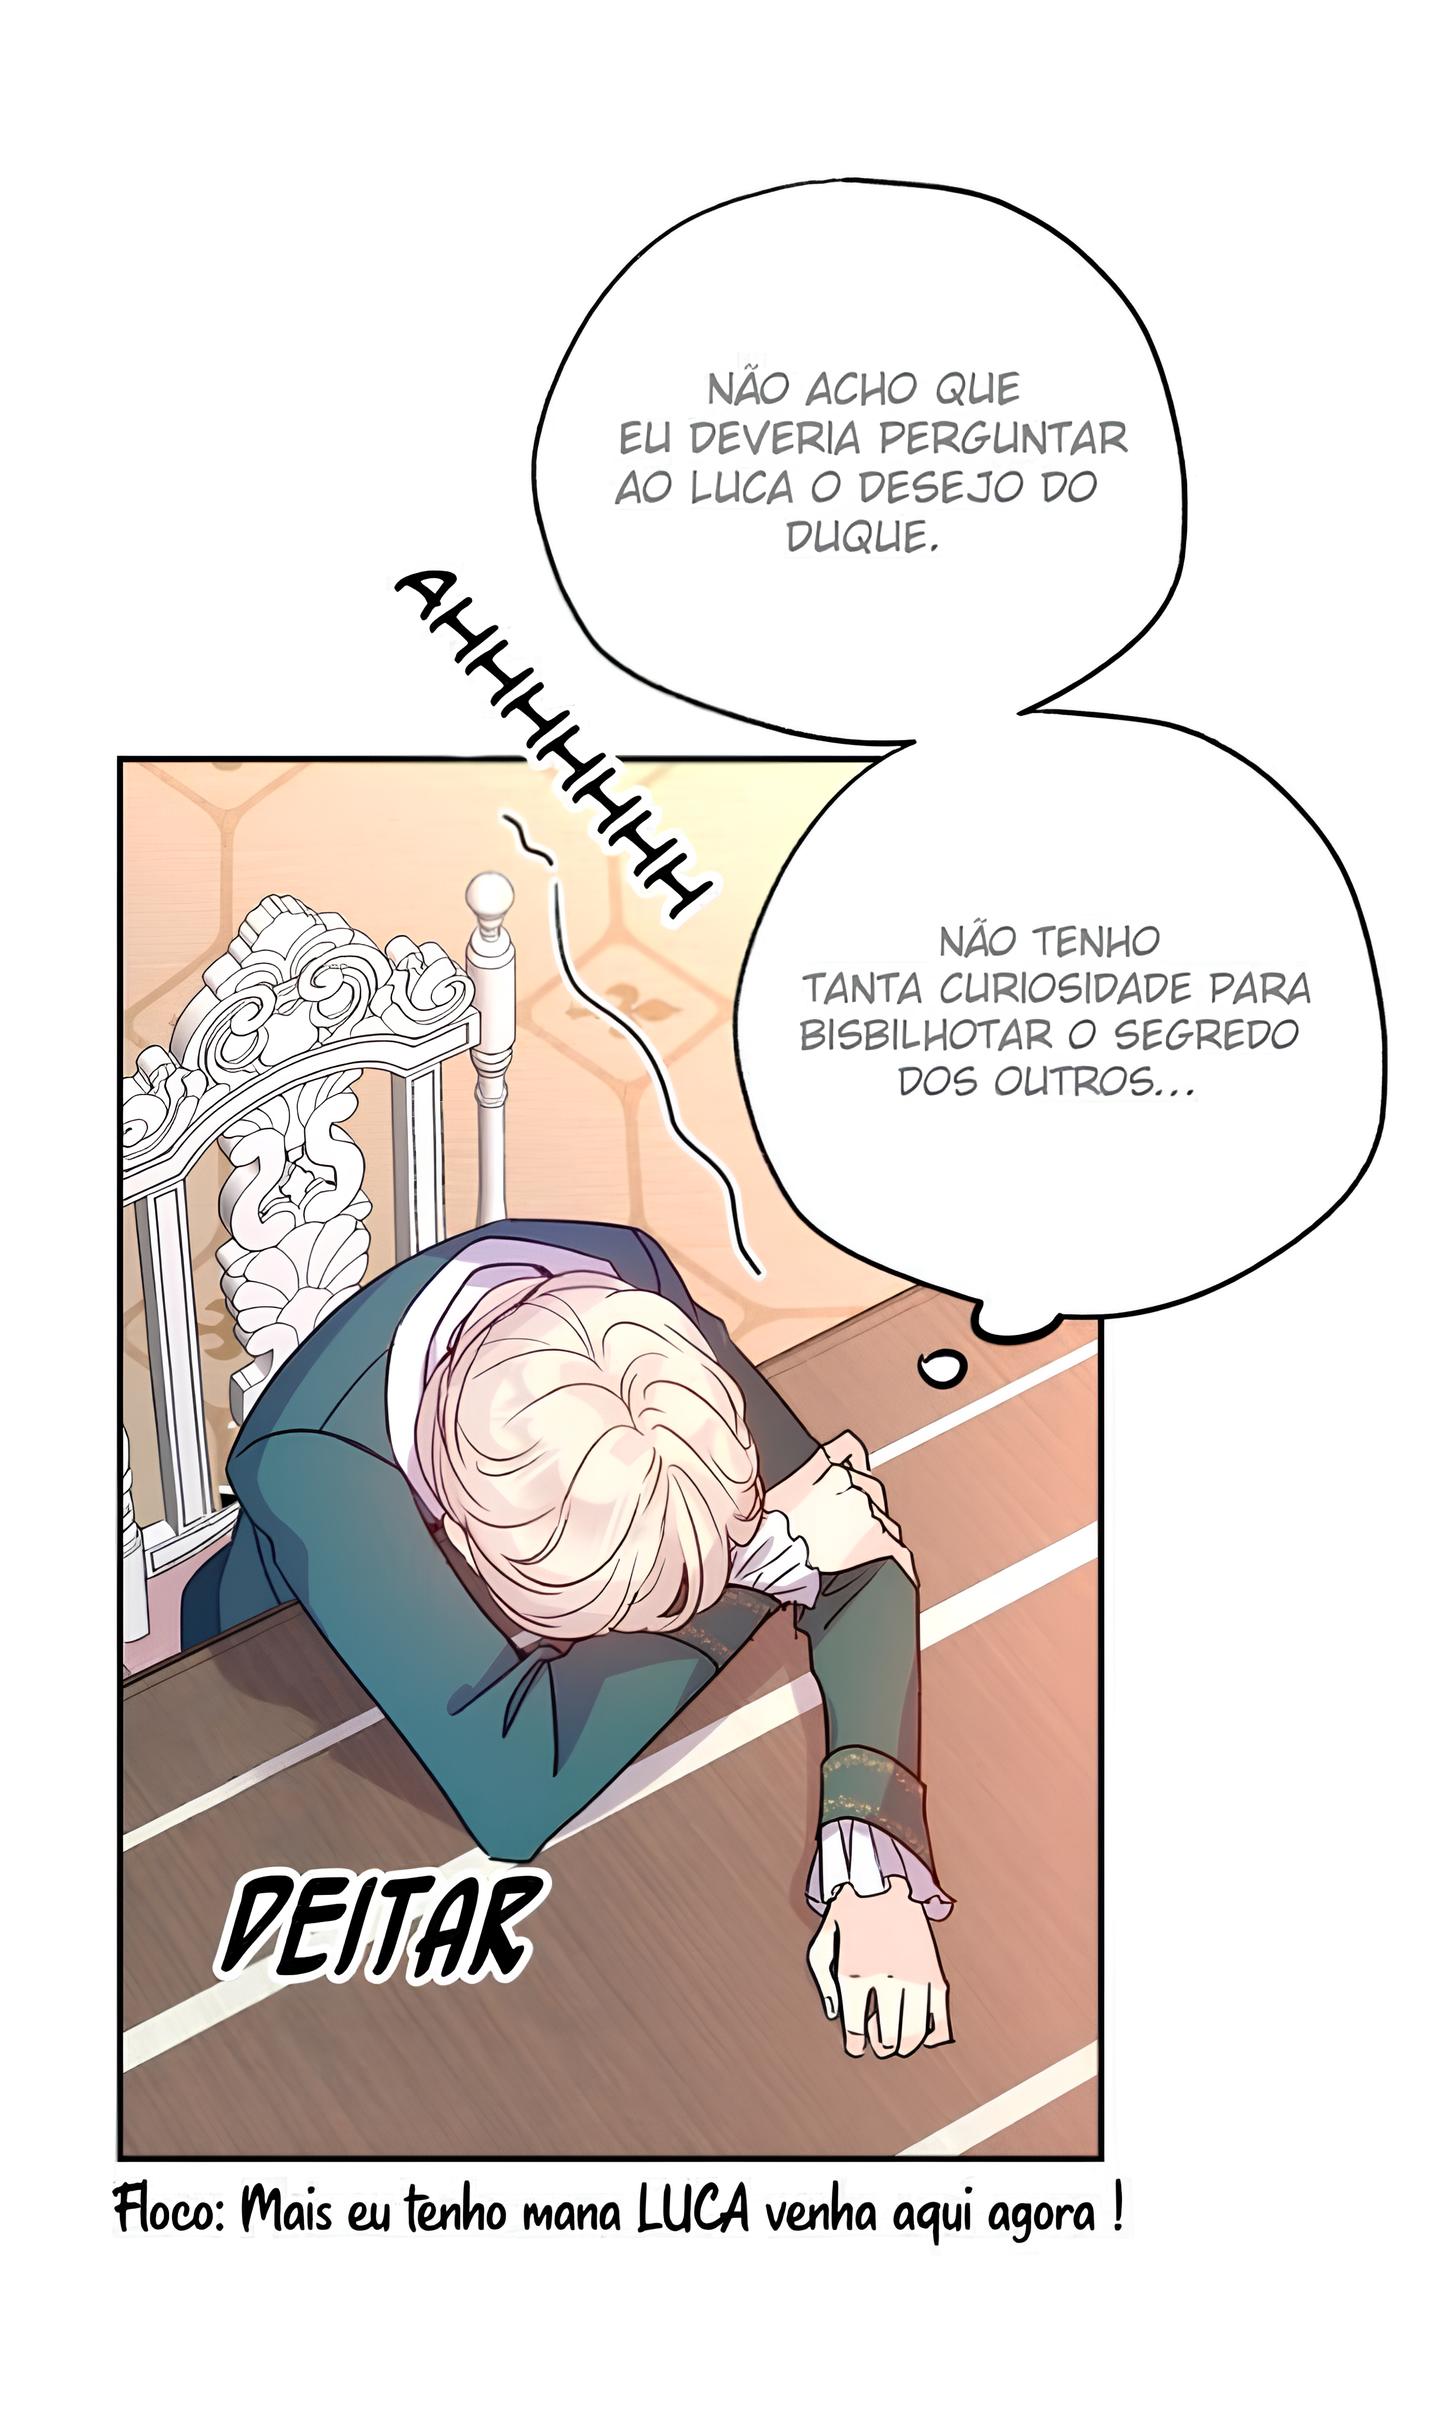 NÃO ACHO QUE
EU DEVERIA PERGUNTAR
AO LUCA O DESEJO DO
DUQUE.
AHHHHHHHH
NÃO TENHO
TANTA CURIOSIDADE PARA
BISBILHOTAR O SEGREDO
DOS OUTROS...
DEITAR
Floco: Mais eu tenho mana LUCA venha aqui agora !